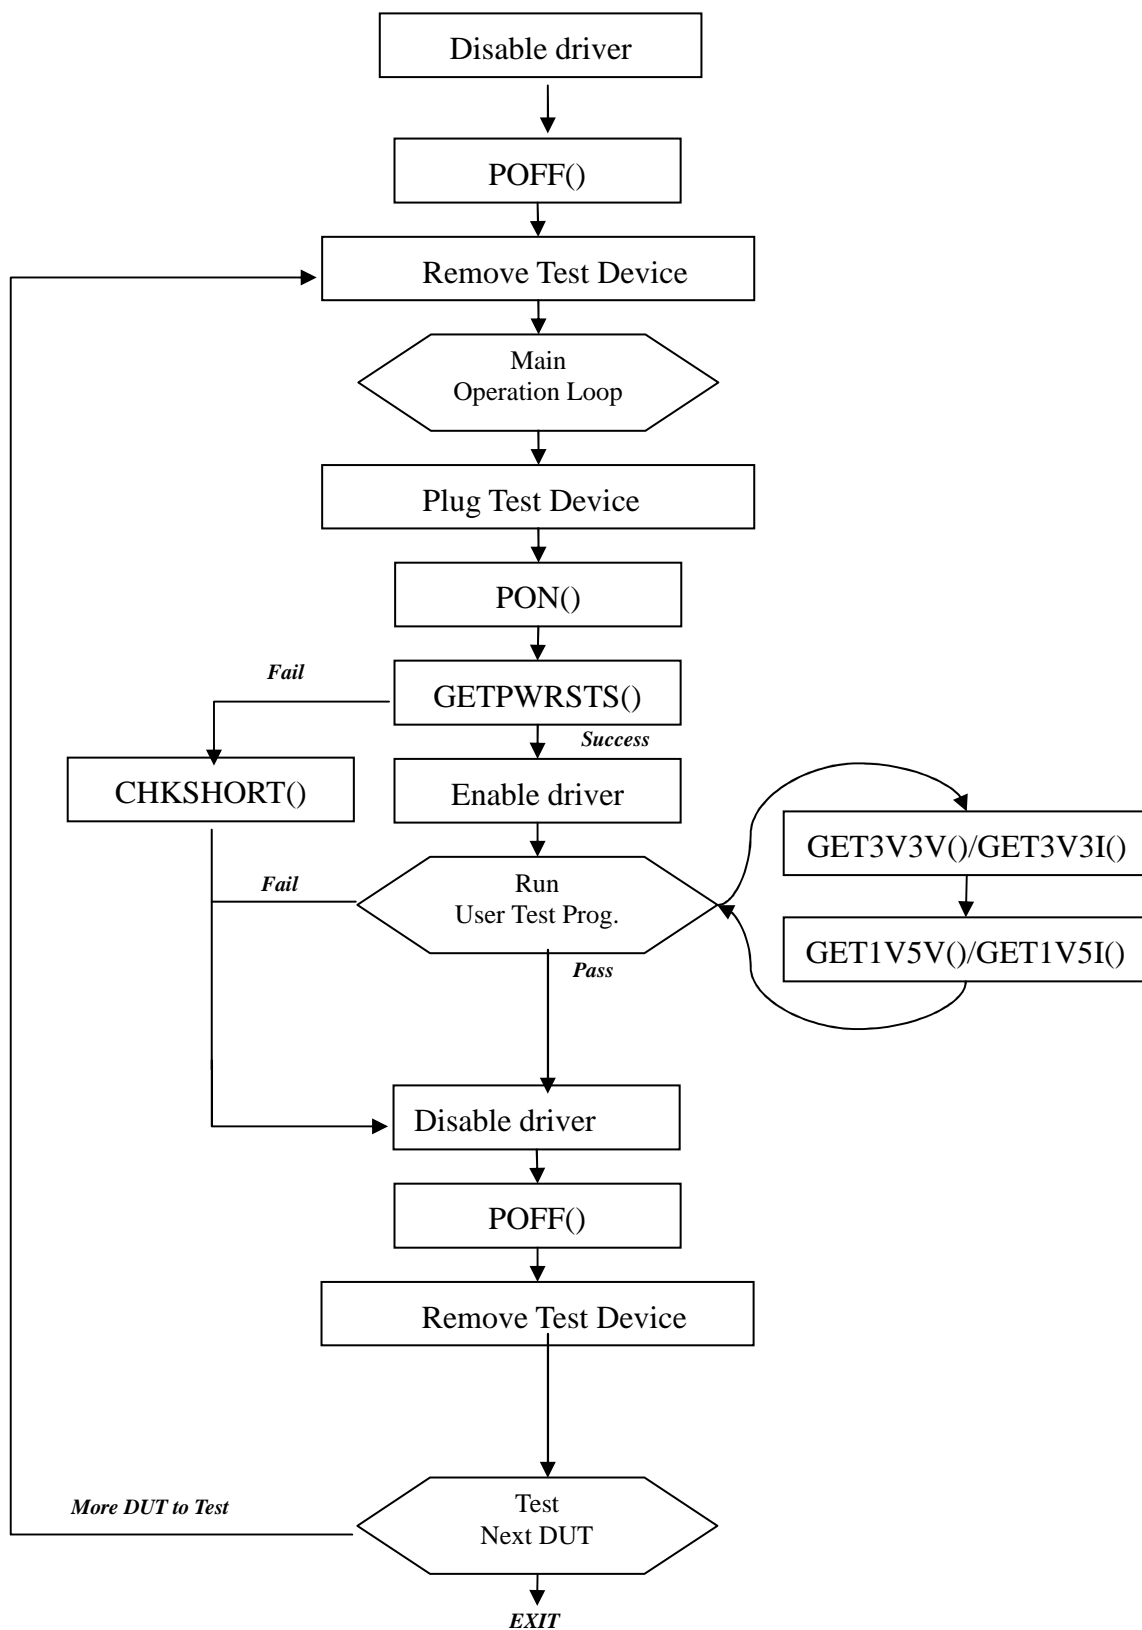 Disable driver
POFF()
Remove Test Device
Main
Operation Loop
Plug Test Device
PON()
Fail
GETPWRSTS()
Success
CHKSHORT()
Enable driver
GET3V3V()/GET3V3I()
Fail
Run
User Test Prog.
GET1V5V()/GET1V5I()
Pass
Disable driver
POFF()
Remove Test Device
More DUT to Test
Test
Next DUT
EXIT